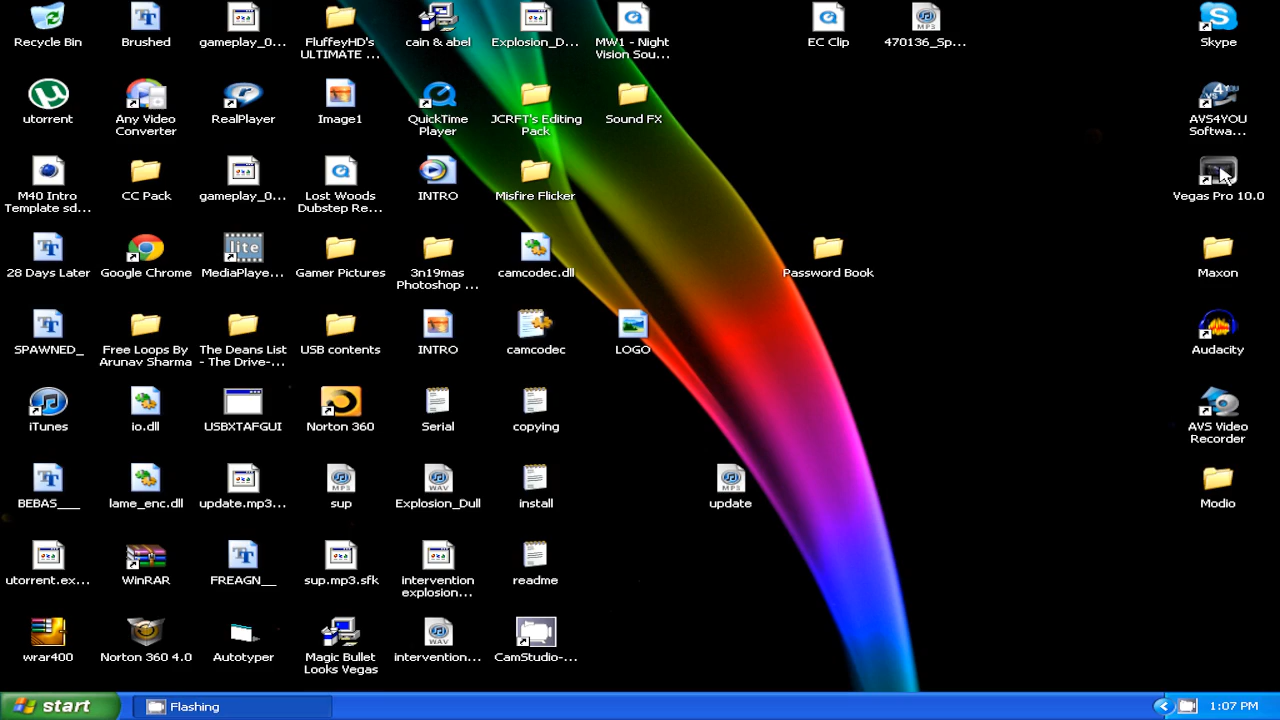 Recycle Bin
Brushed
gameplay_0...
FluffeyHD's
ULTIMATE ...
cain & abel
Explosion_D...
MW1 - Night
Vision Sou...
EC Clip
470136_Sp...
Skype
utorrent
Any Video
Converter
RealPlayer
Image1
QuickTime
Player
JCRFT's Editing
Pack
Sound FX
AVS4YOU
Softwa...
M40 Intro
Template sd...
CC Pack
gameplay_0...
Lost Woods
Dubstep Re...
INTRO
Misfire Flicker
Vegas Pro 10.0
28 Days Later
Google Chrome
lite
MediaPlaye...
Gamer Pictures
3n19mas
Photoshop ...
camcodec.dll
Password Book
Maxon
SPAWNED_
Free Loops By
Arunav Sharma
The Deans List
- The Drive-...
USB contents
INTRO
camcodec
LOGO
Audacity
iTunes
io.dll
USBXTAFGUI
Norton 360
Serial
copying
AVS Video
Recorder
BEBAS___
lame_enc.dll
update.mp3...
MP3
sup
WAV
Explosion_Dull
install
MP3
update
Modio
utorrent.ex...
WinRAR
FREAGN__
sup.mp3.sfk
intervention
explosion...
readme
wrar400
Norton 360 4.0
Autotyper
Magic Bullet
Looks Vegas
WAV
intervention...
CamStudio-...
start
Flashing
1:07 PM